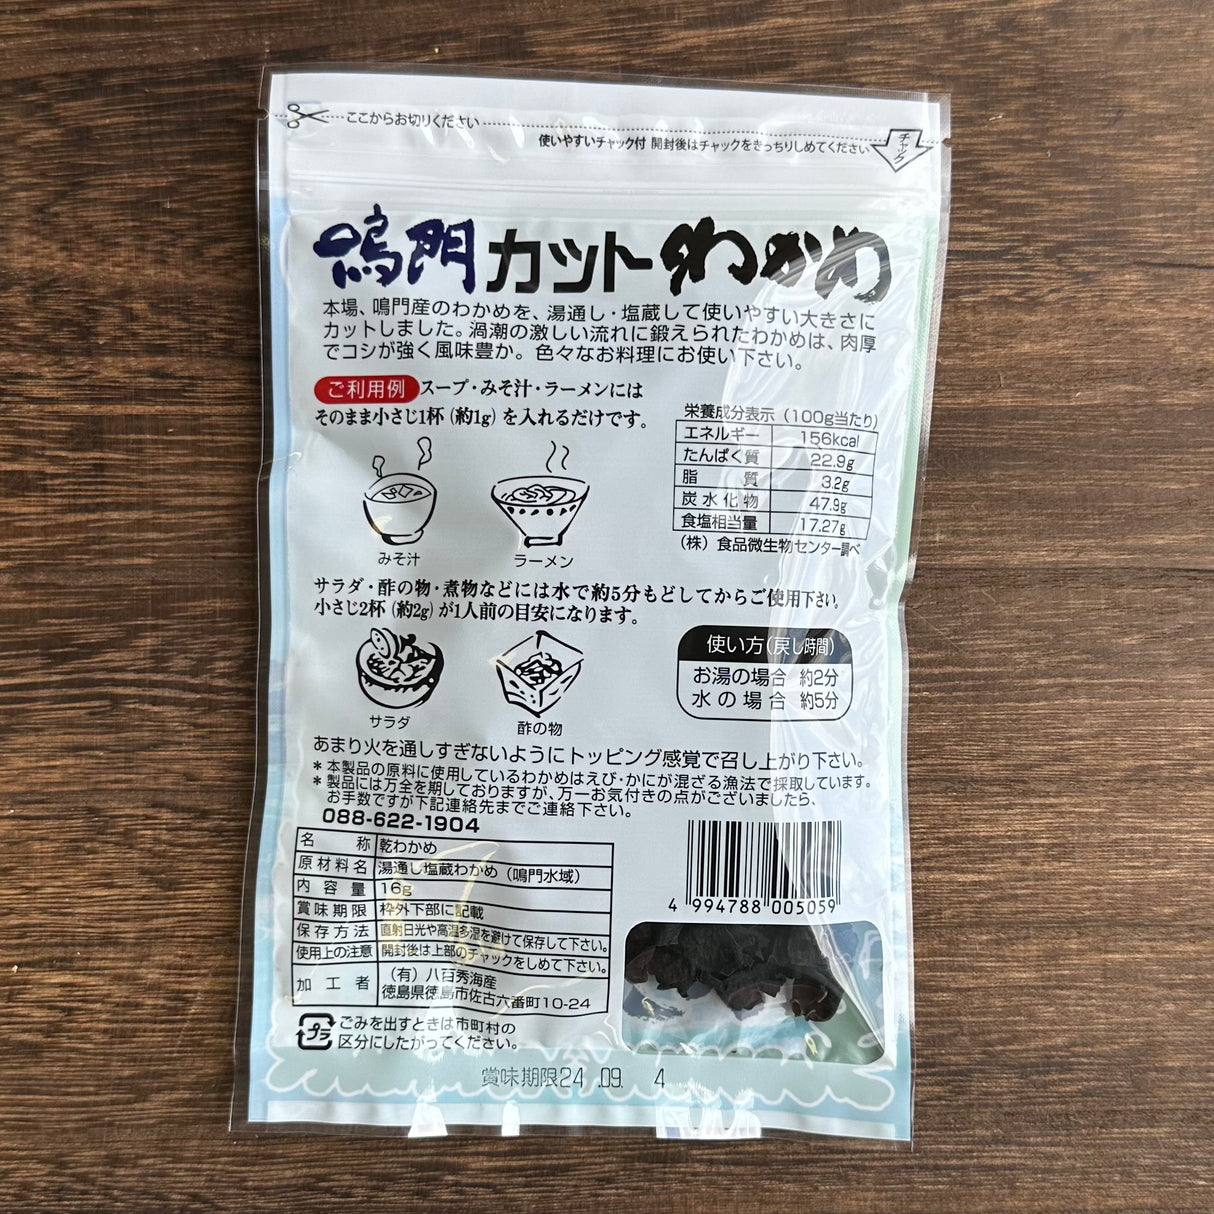 ここからお切りください
使いやすいチャック付 開封後はチャックをきっちりしめてください
チャック
鳴門カットわかめ
本場、鳴門産のわかめを、湯通し・塩蔵して使いやすい大きさに
カットしました。渦潮の激しい流れに鍛えられたわかめは、肉厚
でコシが強く風味豊か。色々なお料理にお使い下さい。
ご利用例 スープ・みそ汁・ラーメンには
そのまま小さじ1杯(約1g)を入れるだけです。
みそ汁
ラーメン
栄養成分表示(100g当たり)
エネルギー 156kcal
たんぱく質 22.9g
脂質 3.2g
炭水化物 47.9g
食塩相当量 17.27g
(株)食品微生物センター調べ
サラダ・酢の物・煮物などには水で約5分もどしてからご使用下さい。
小さじ2杯(約2g)が1人前の目安になります。
サラダ
酢の物
使い方(戻し時間)
お湯の場合 約2分
水の場合 約5分
あまり火を通しすぎないようにトッピング感覚で召し上がり下さい。
*本製品の原料に使用しているわかめはえび・かにが混ざる漁法で採取しています。
*製品には万全を期しておりますが、万一お気付きの点がございましたら、
お手数ですが下記連絡先までご連絡下さい。
088-622-1904
名称 乾わかめ
原材料名 湯通し塩蔵わかめ(鳴門水域)
内容量 16g
賞味期限 枠外下部に記載
保存方法 直射日光や高温多湿を避けて保存して下さい。
使用上の注意 開封後は上部のチャックをしめて下さい。
加工者 (有)八百秀海産
徳島県徳島市佐古六番町10-24
4 994788 005059
プラ
ごみを出すときは市町村の
区分にしたがってください。
賞味期限24.09. 4